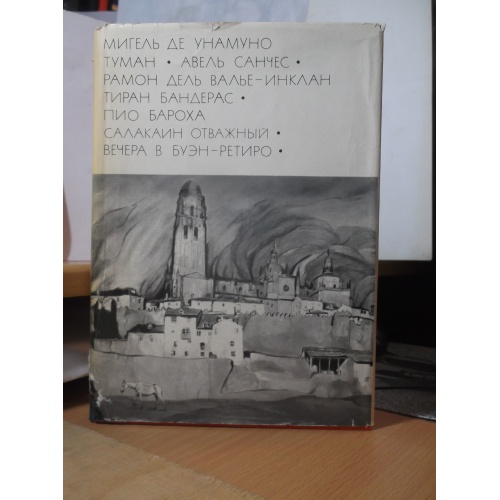 МИГЕЛЬ ДЕ УНАМУНО
ТУМАН • АВЕЛЬ САНЧЕС •
РАМОН ДЕЛЬ ВАЛЬЕ-ИНКЛАН
ТИРАН БАНДЕРАС •
ПИО БАРОХА
САЛАКАИН ОТВАЖНЫЙ •
ВЕЧЕРА В БУЭН-РЕТИРО •